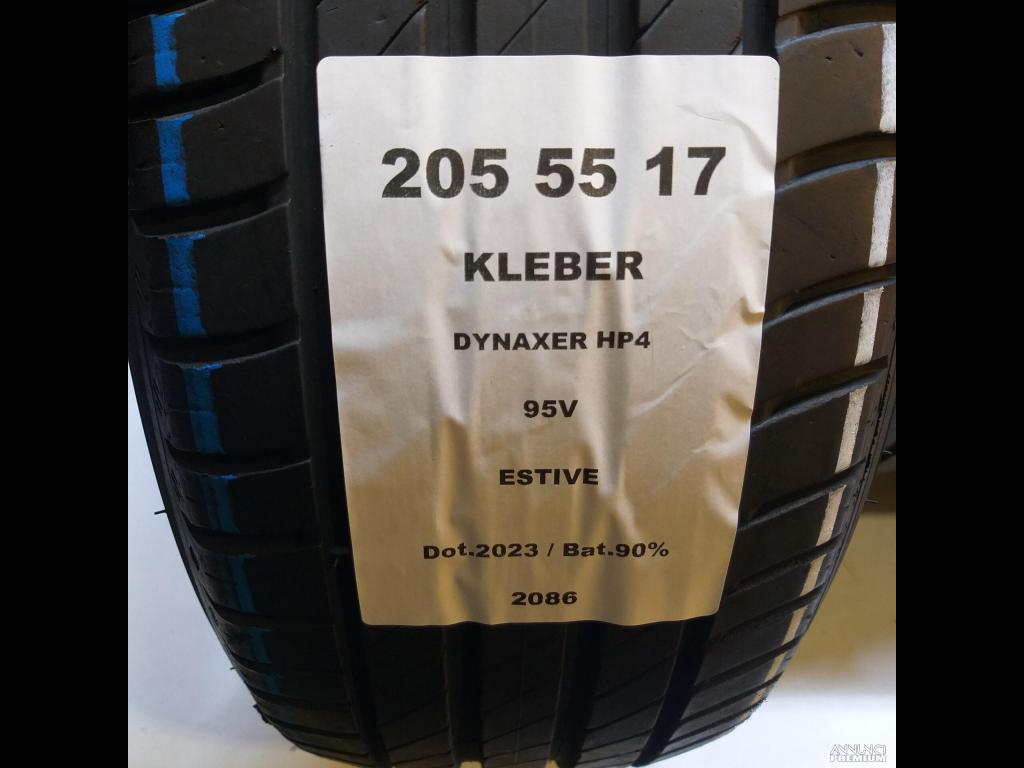 205 55 17
KLEBER
DYNAXER HP4
95V
ESTIVE
Dot.2023 / Bat.90%
2086
ANNUNCI
PREMIUM